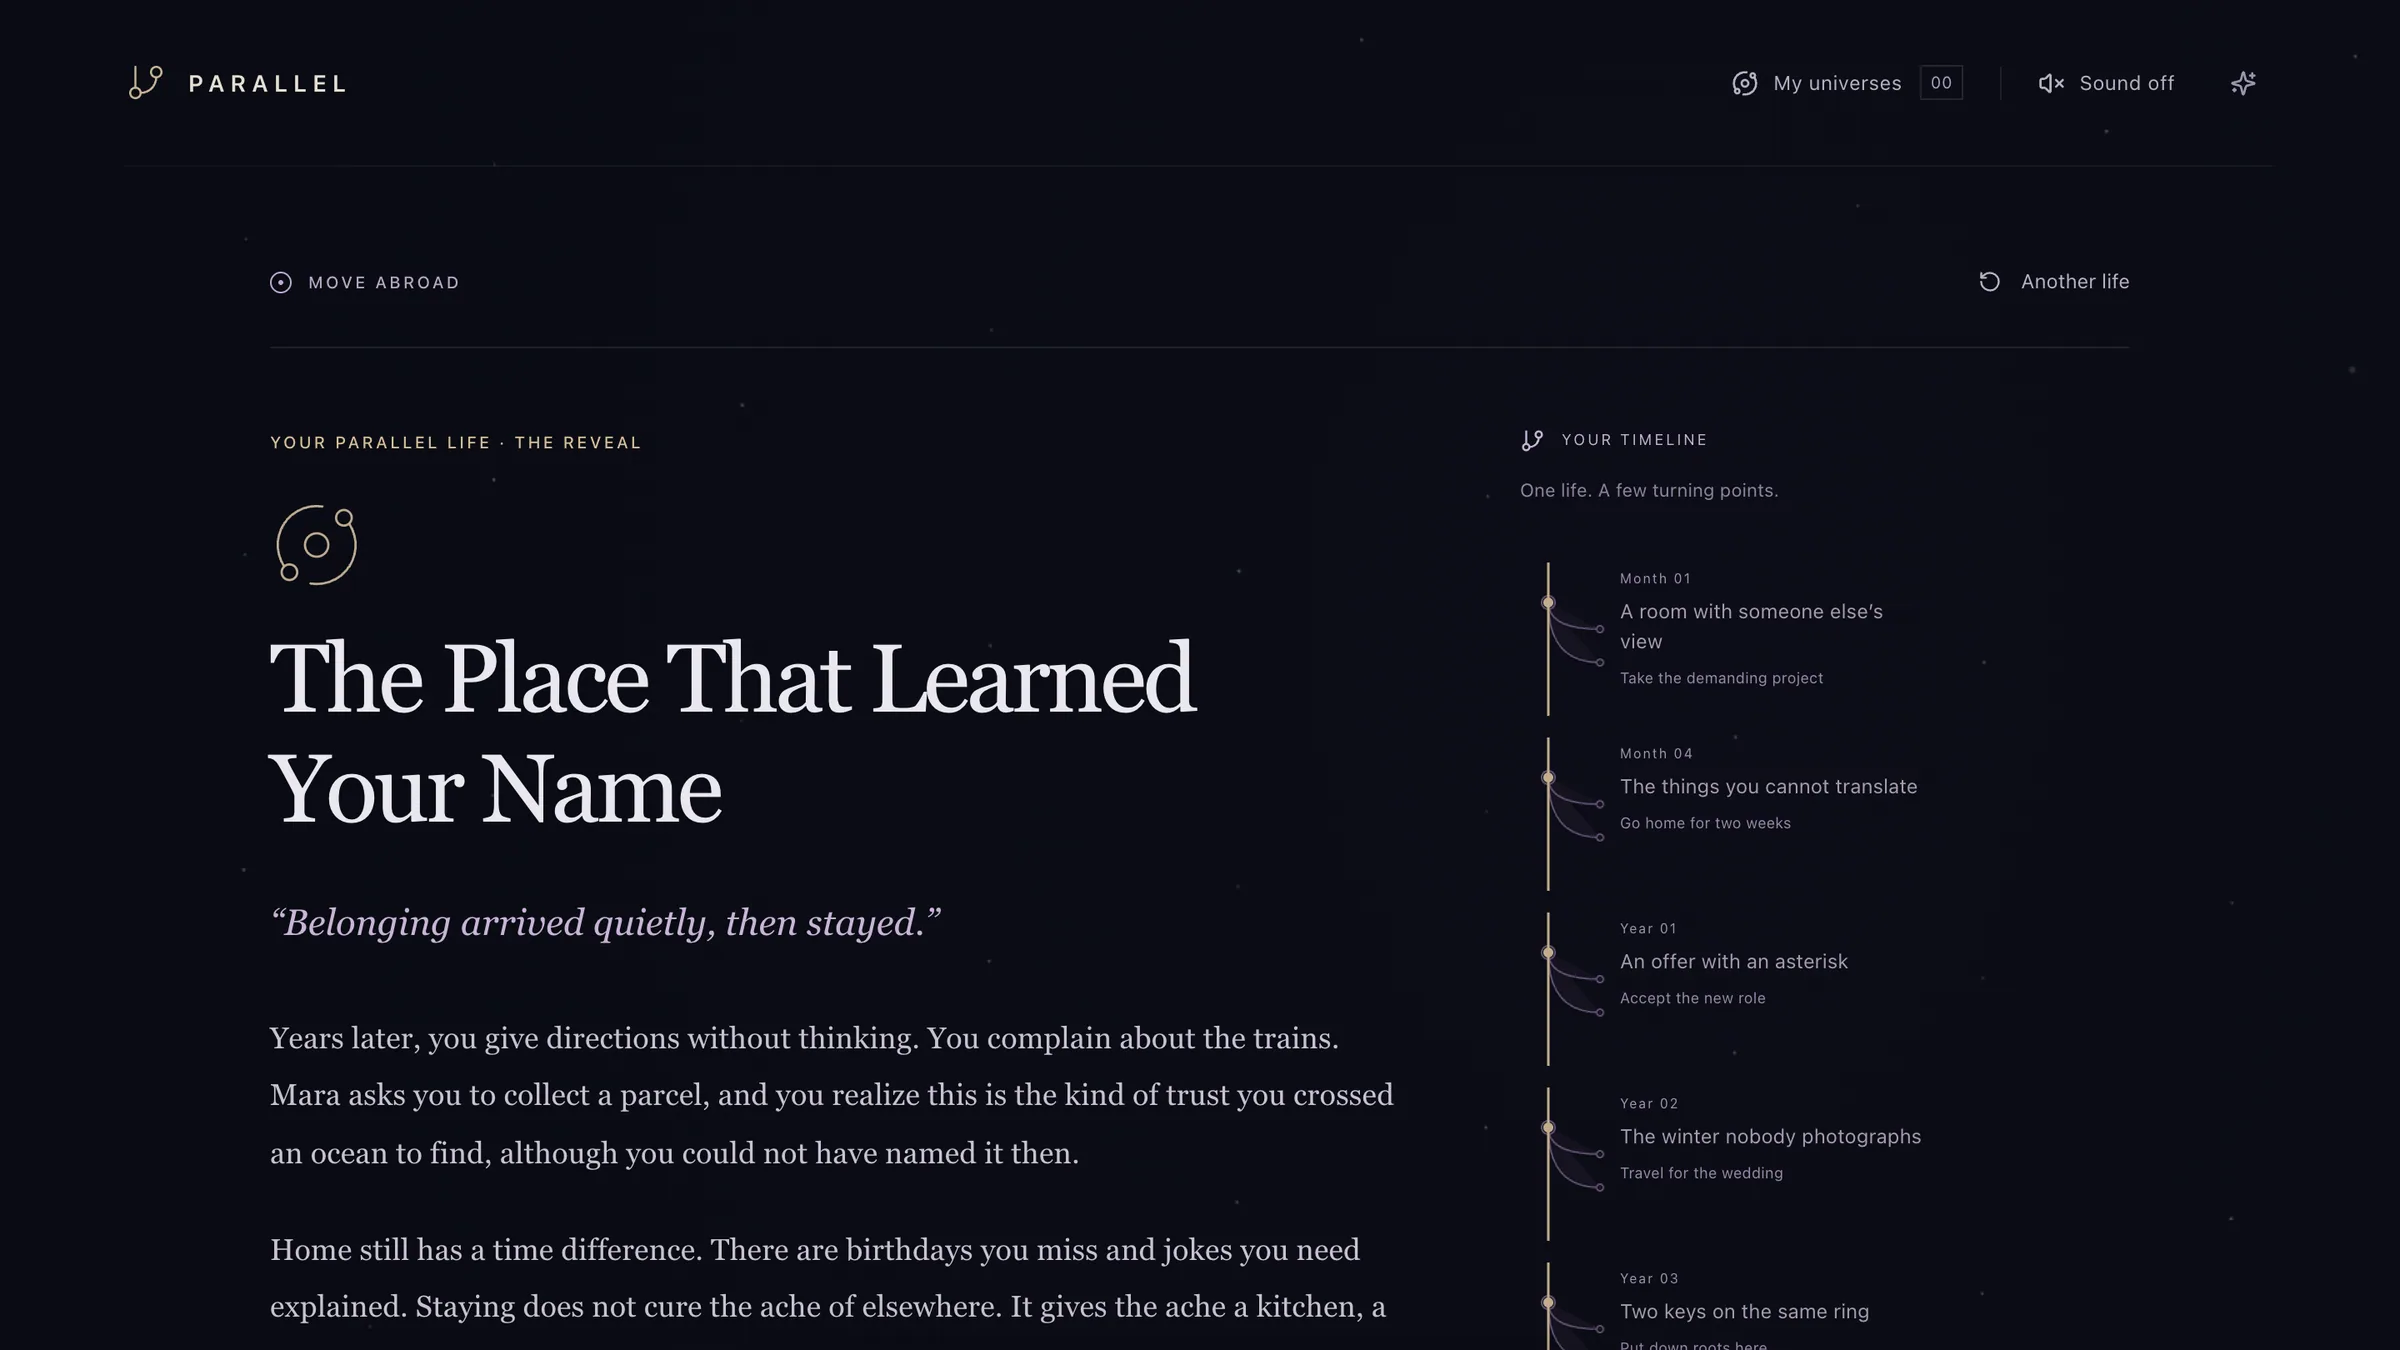 PARALLEL
My universes 00
Sound off
MOVE ABROAD
Another life
YOUR PARALLEL LIFE · THE REVEAL
The Place That Learned
Your Name
“Belonging arrived quietly, then stayed.”
Years later, you give directions without thinking. You complain about the trains.
Mara asks you to collect a parcel, and you realize this is the kind of trust you crossed
an ocean to find, although you could not have named it then.
Home still has a time difference. There are birthdays you miss and jokes you need
explained. Staying does not cure the ache of elsewhere. It gives the ache a kitchen, a
YOUR TIMELINE
One life. A few turning points.
Month 01
A room with someone else’s
view
Take the demanding project
Month 04
The things you cannot translate
Go home for two weeks
Year 01
An offer with an asterisk
Accept the new role
Year 02
The winter nobody photographs
Travel for the wedding
Year 03
Two keys on the same ring
Put down roots here